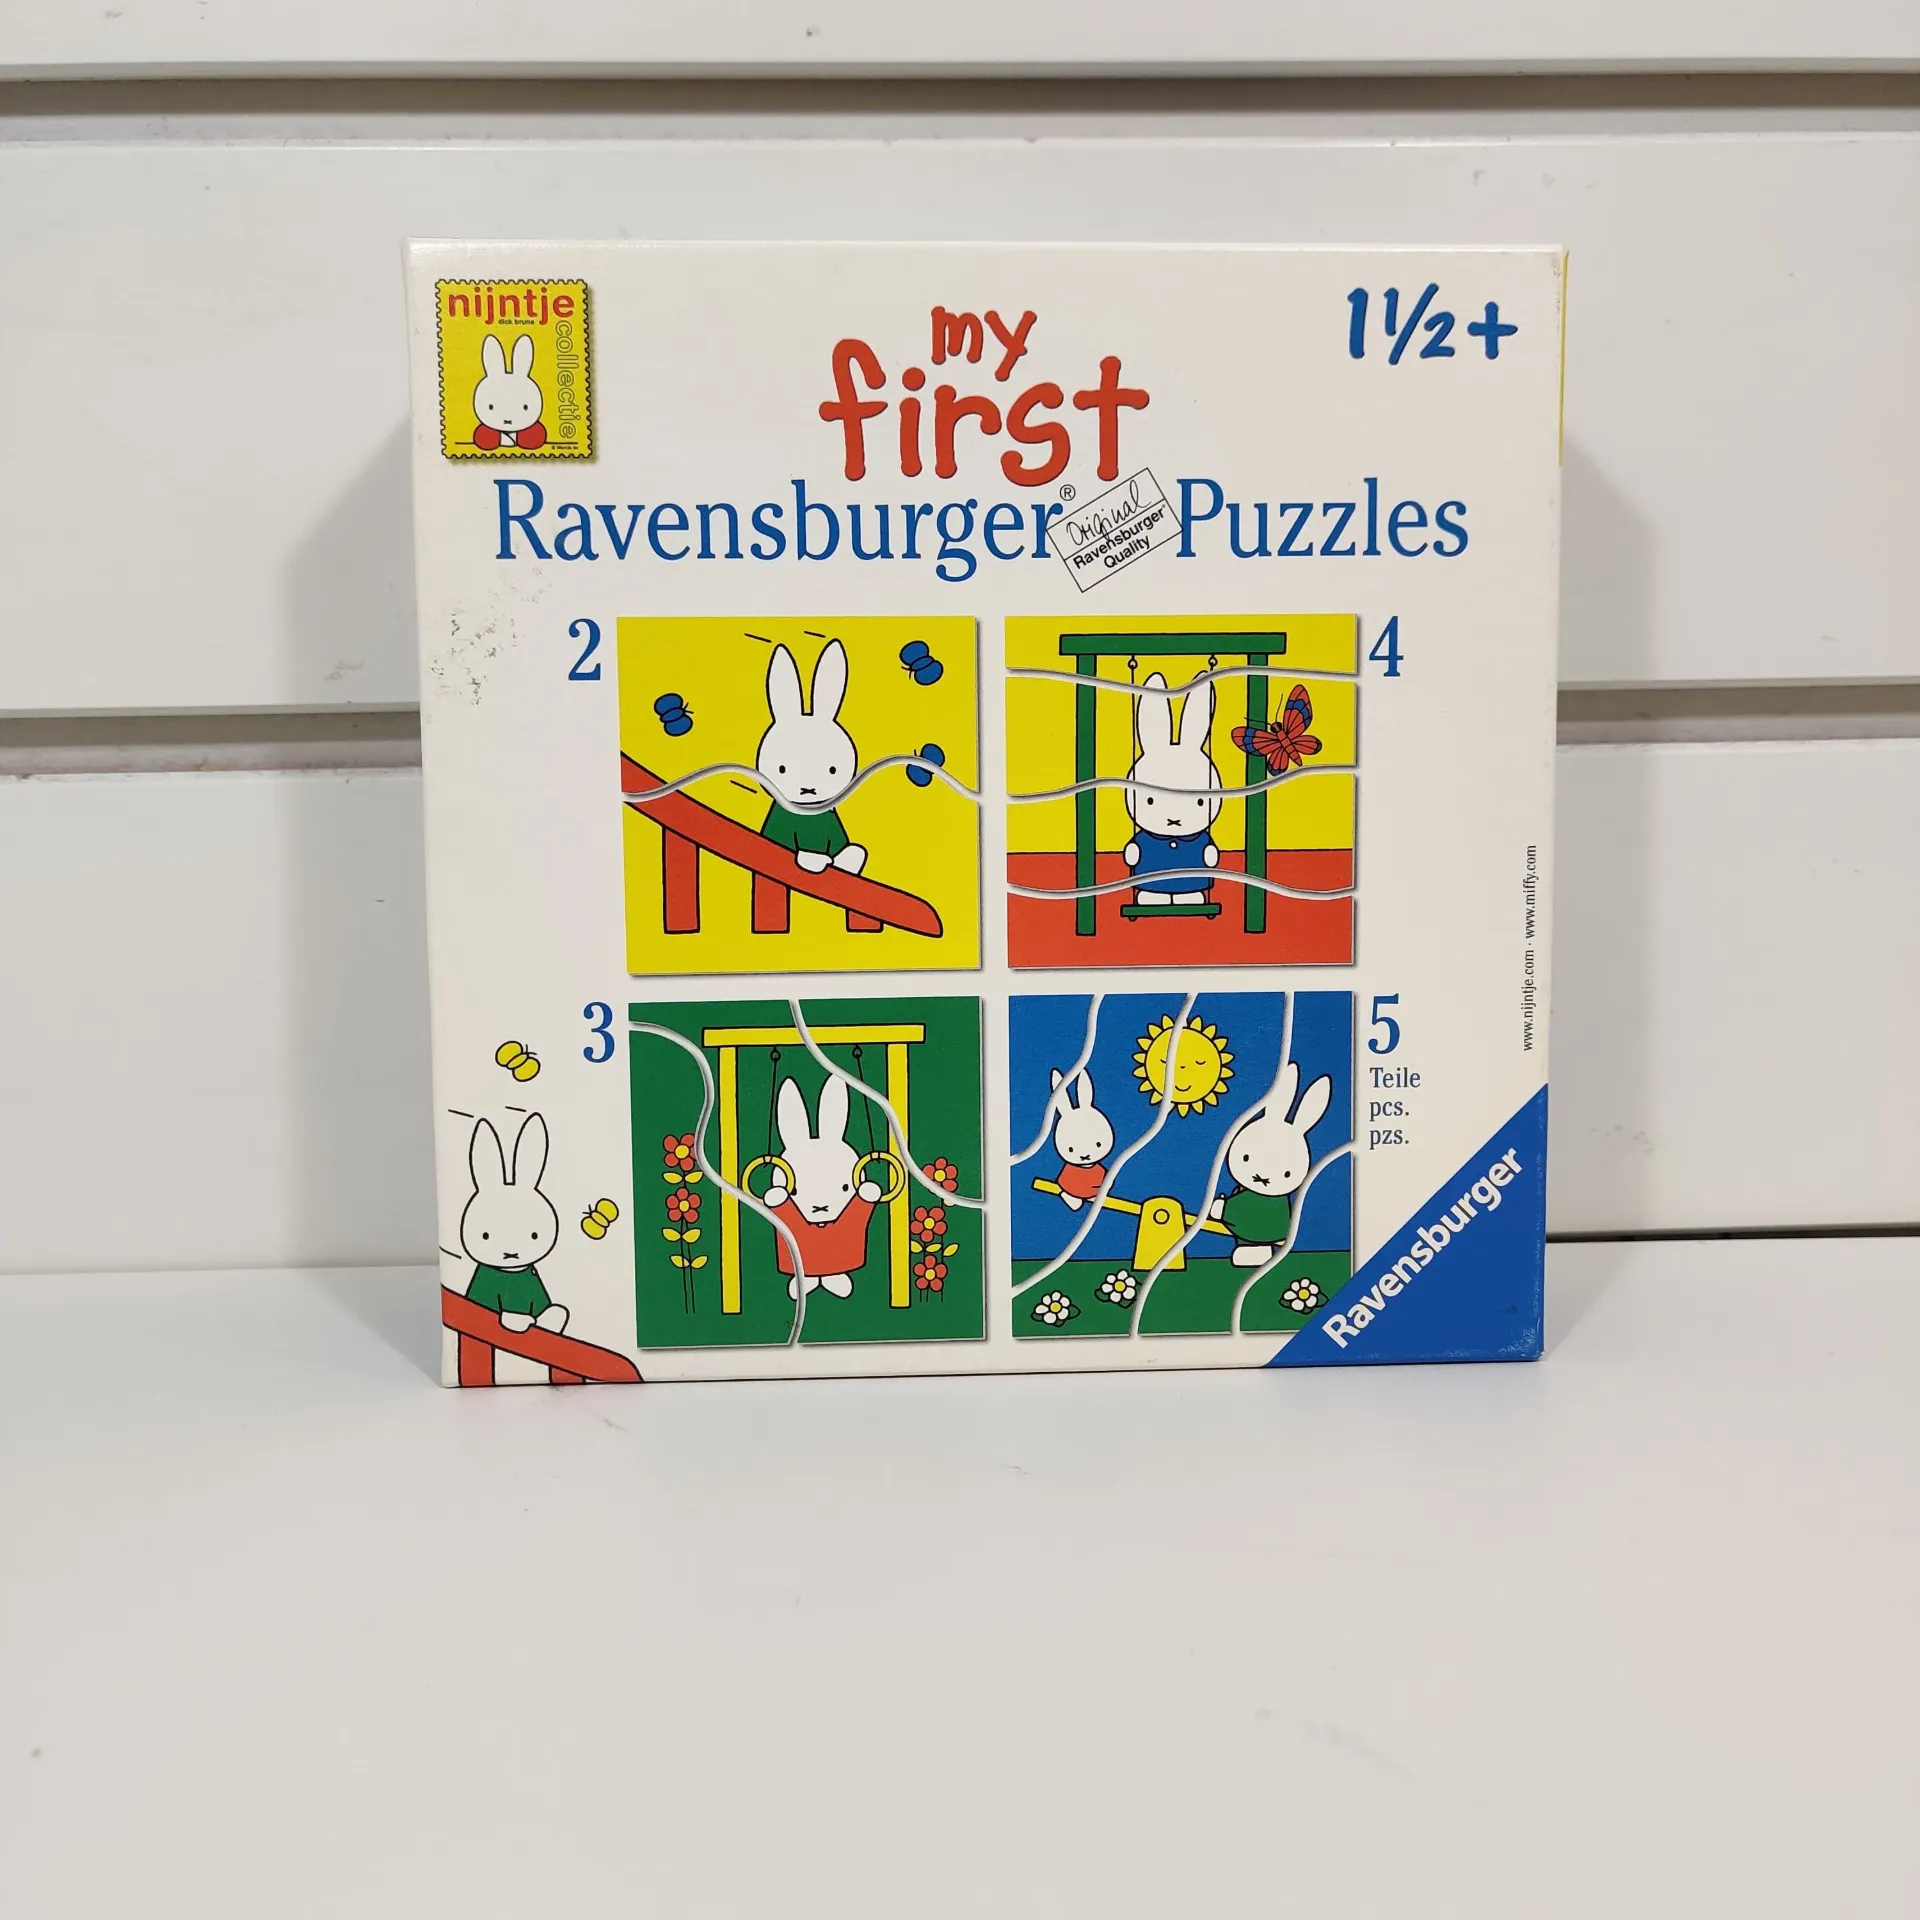 nijntje
dick bruna
collectie
1½+
my
first
Ravensburger® Puzzles
Original
Ravensburger®
Quality
2
4
3
5
Teile
pcs.
pzs.
www.nijntje.com · www.miffy.com
Ravensburger